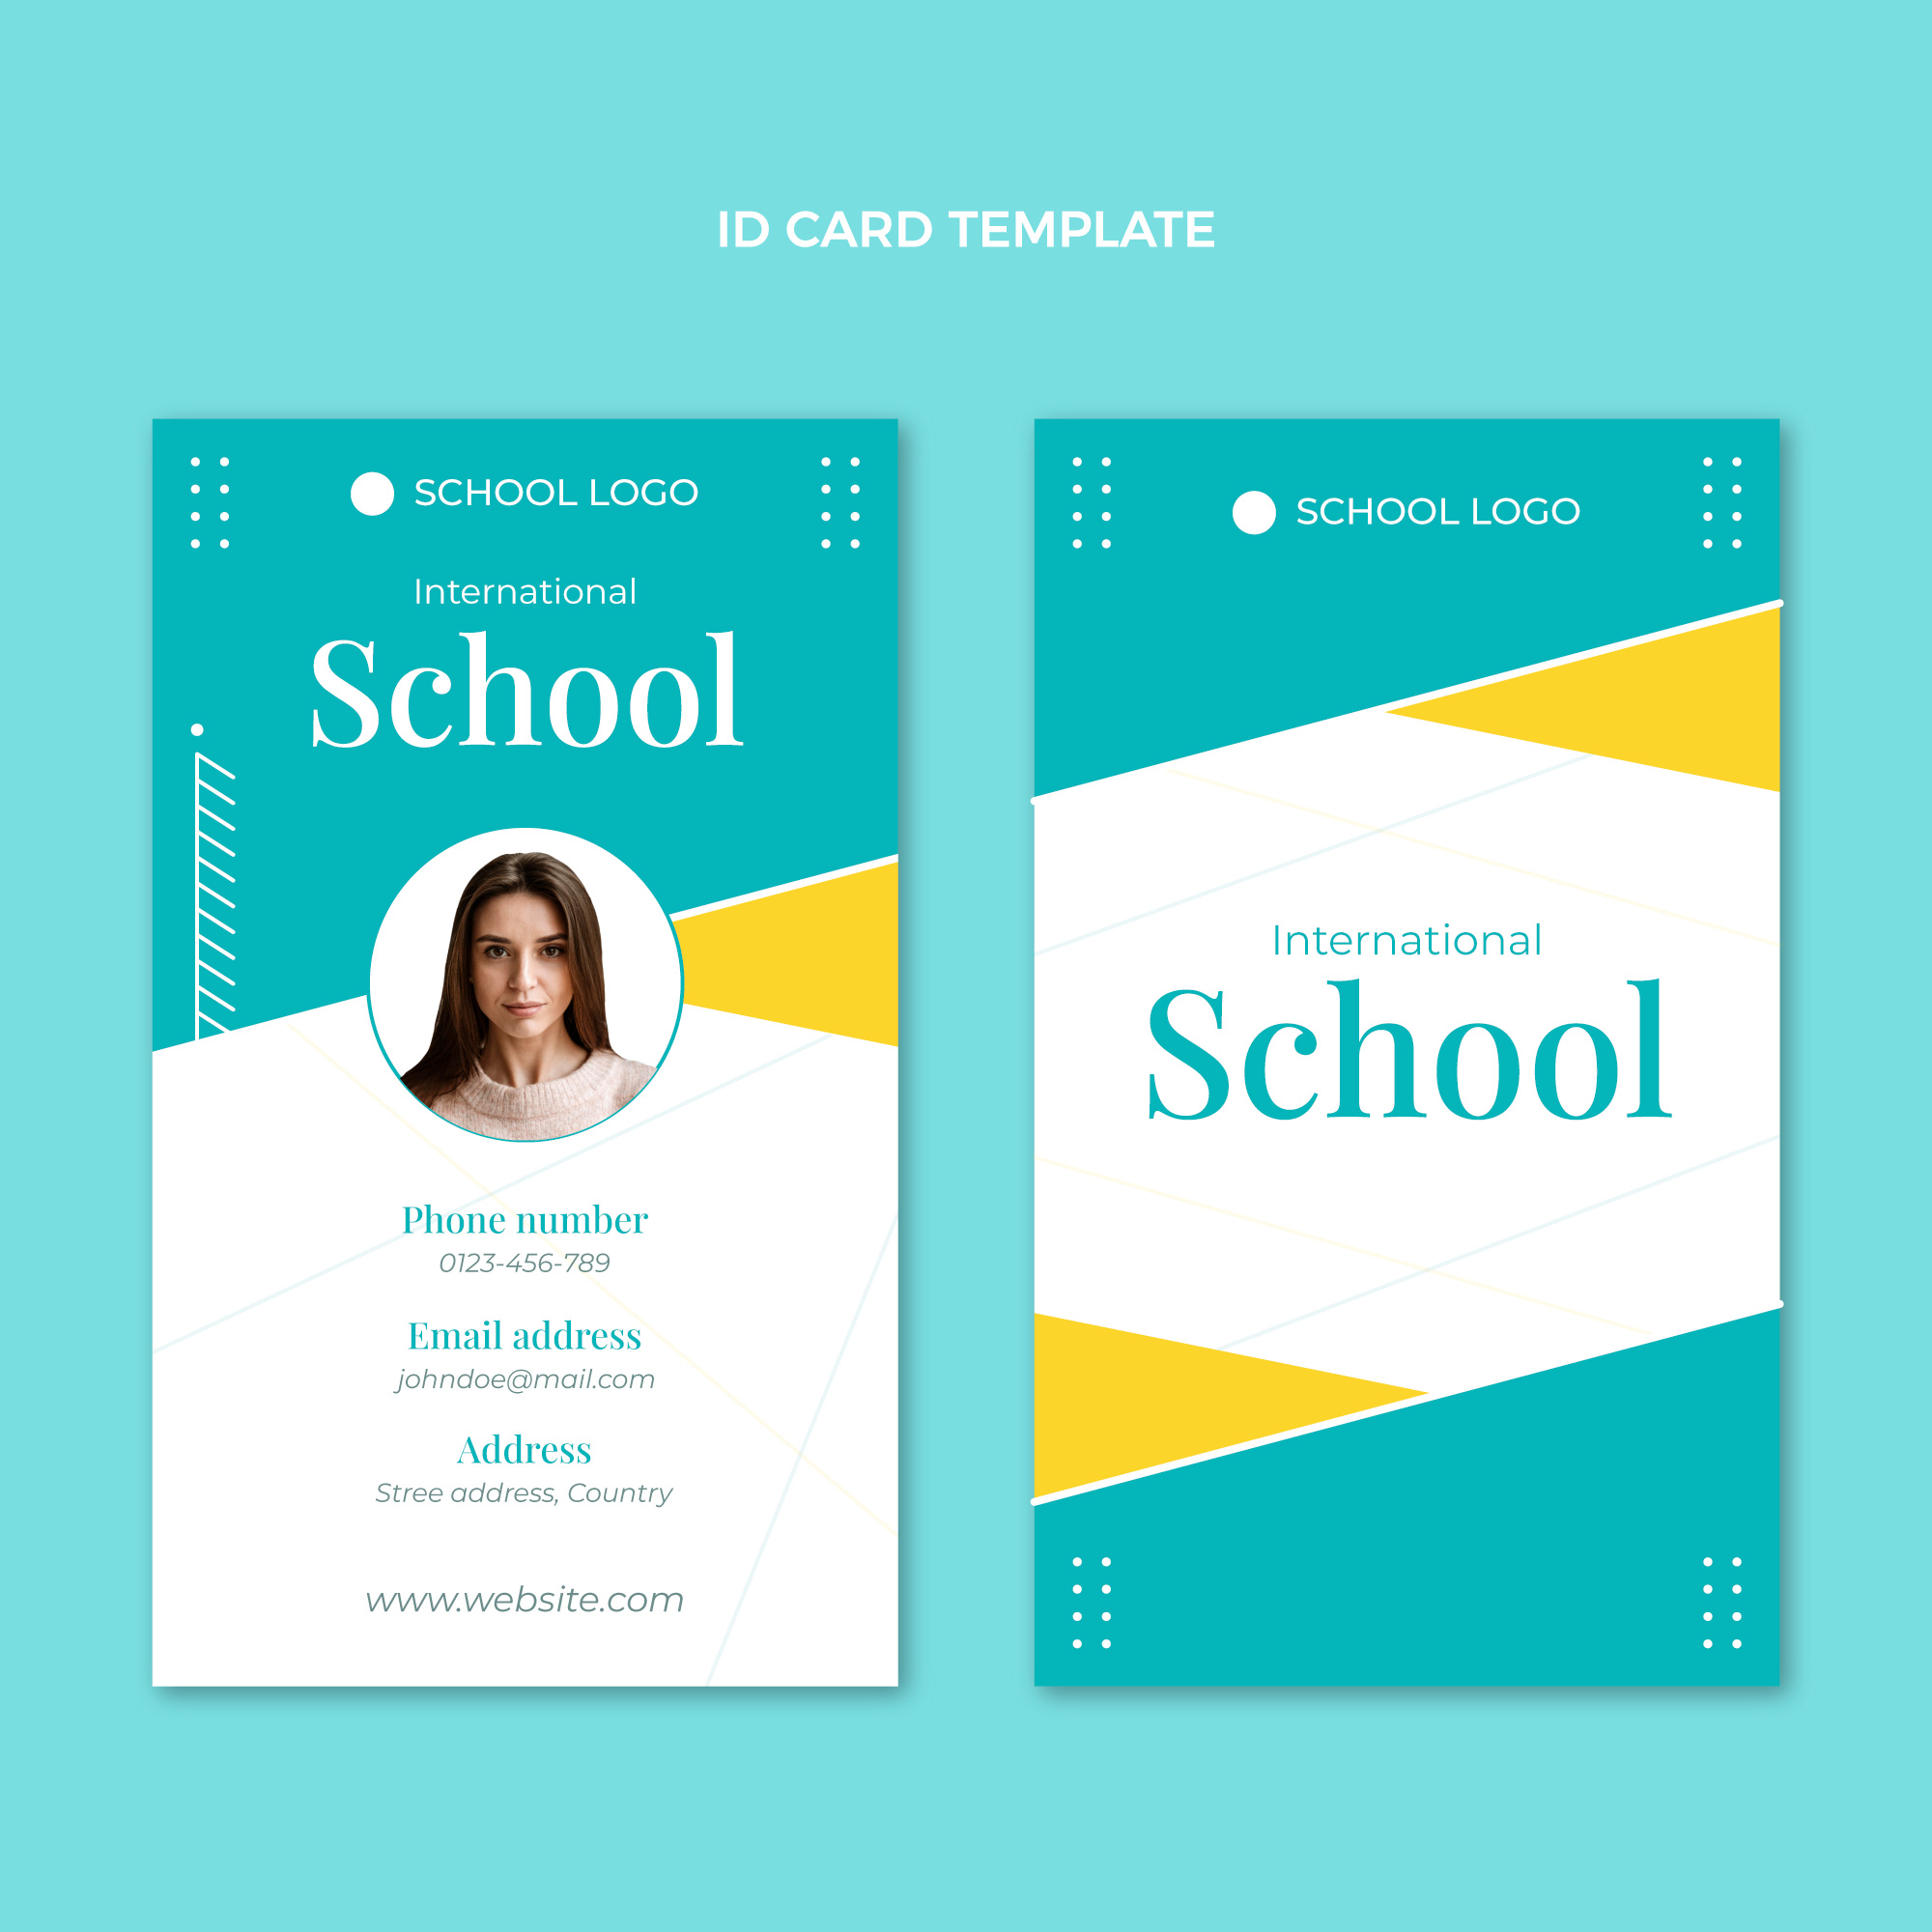 ID CARD TEMPLATE
SCHOOL LOGO
International
School
Phone number
0123-456-789
Email address
johndoe@mail.com
Address
Stree address, Country
www.website.com
SCHOOL LOGO
International
School